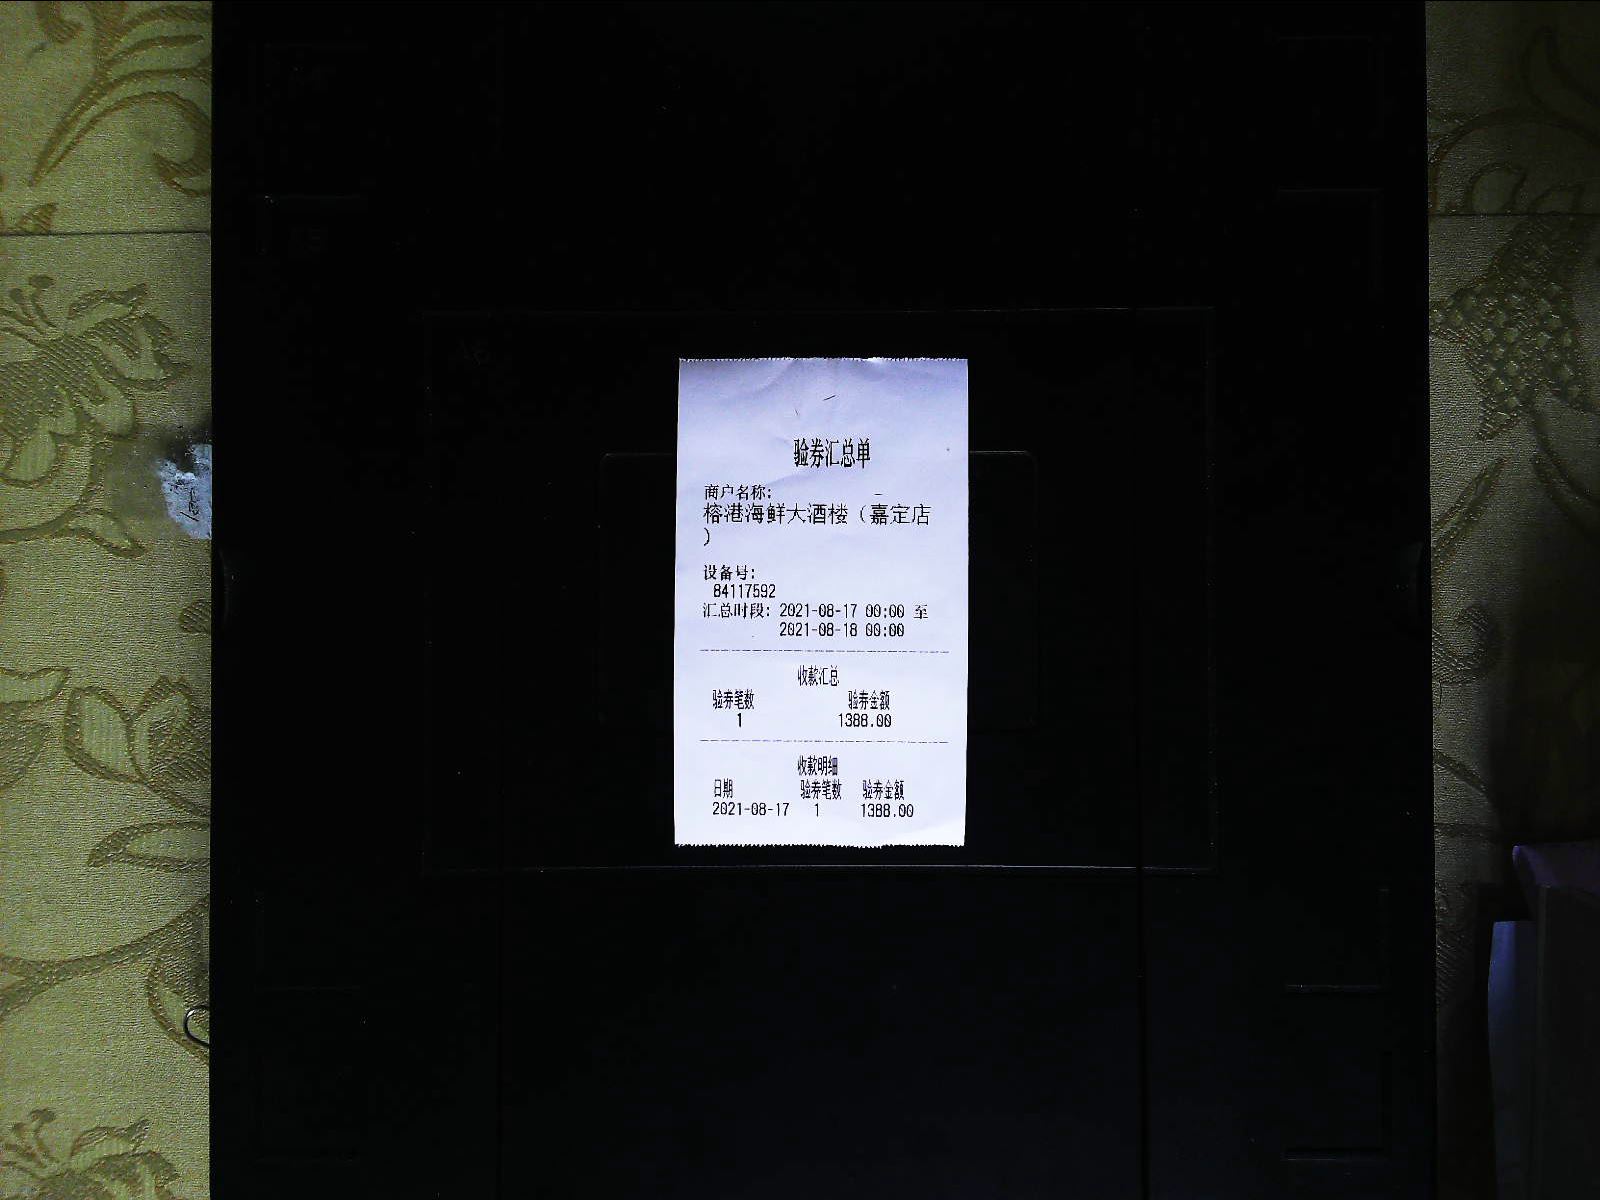 验券汇总单
商户名称:
榕港海鲜大酒楼（嘉定店
）
设备号:
84117592
汇总时段: 2021-08-17 00:00 至
2021-08-18 00:00
收款汇总
验券笔数 验券金额
1 1388.00
收款明细
日期 验券笔数 验券金额
2021-08-17 1 1388.00